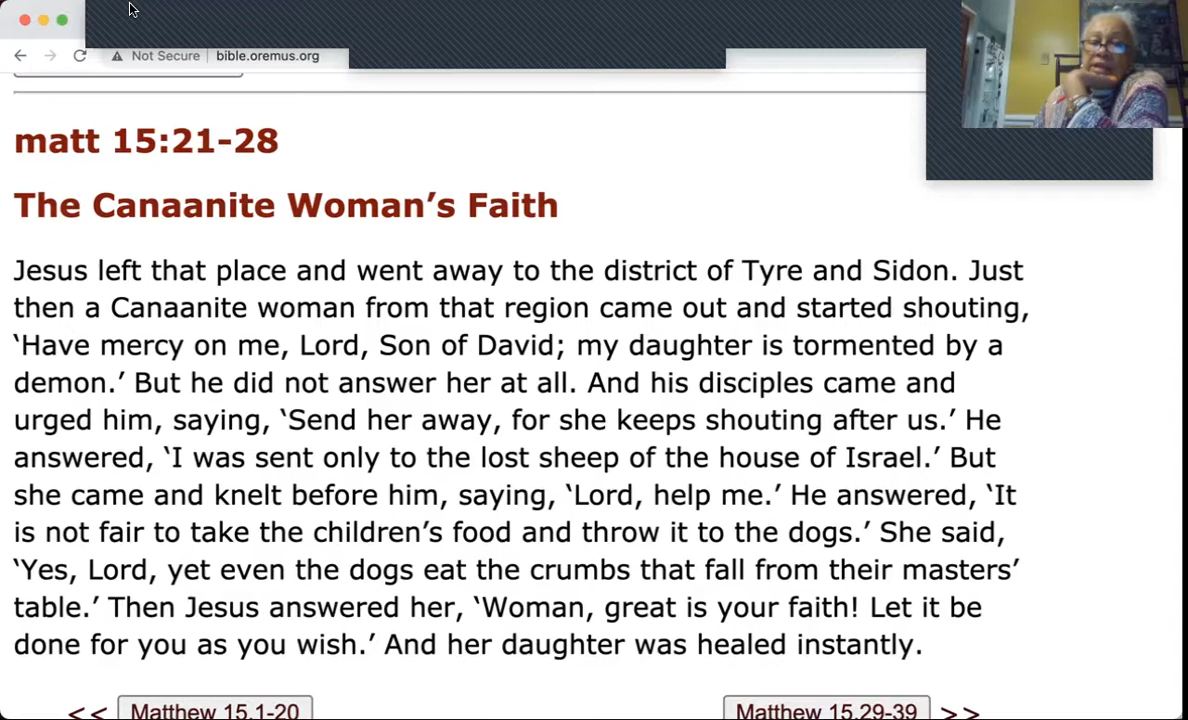 Not Secure bible.oremus.org
matt 15:21-28
The Canaanite Woman’s Faith
Jesus left that place and went away to the district of Tyre and Sidon. Just
then a Canaanite woman from that region came out and started shouting,
‘Have mercy on me, Lord, Son of David; my daughter is tormented by a
demon.’ But he did not answer her at all. And his disciples came and
urged him, saying, ‘Send her away, for she keeps shouting after us.’ He
answered, ‘I was sent only to the lost sheep of the house of Israel.’ But
she came and knelt before him, saying, ‘Lord, help me.’ He answered, ‘It
is not fair to take the children’s food and throw it to the dogs.’ She said,
‘Yes, Lord, yet even the dogs eat the crumbs that fall from their masters’
table.’ Then Jesus answered her, ‘Woman, great is your faith! Let it be
done for you as you wish.’ And her daughter was healed instantly.
<< Matthew 15.1-20 Matthew 15.29-39 >>